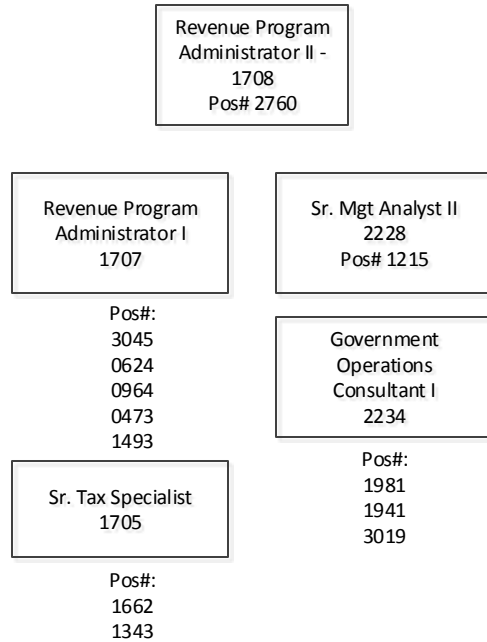 Revenue Program
Administrator II -
1708
Pos# 2760
Revenue Program
Administrator I
1707
Pos#:
3045
0624
0964
0473
1493
Sr. Tax Specialist
1705
Pos#:
1662
1343
Sr. Mgt Analyst II
2228
Pos# 1215
Government
Operations
Consultant I
2234
Pos#:
1981
1941
3019